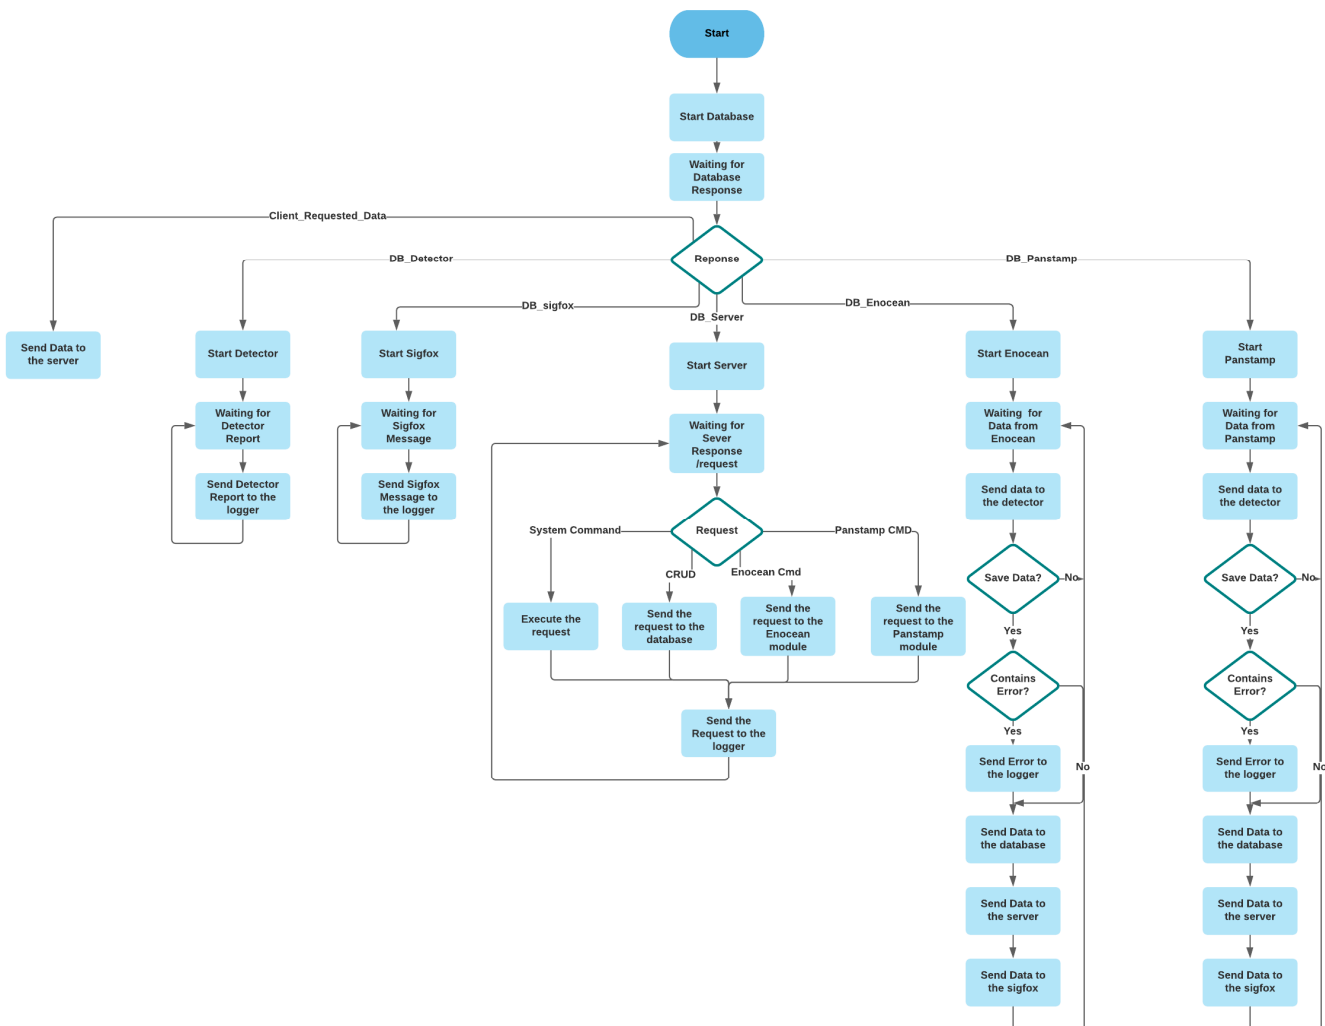 Start
Start Database
Waiting for
Database
Response
Client_Requested_Data
Reponse
DB_Detector
DB_Panstamp
DB_sigfox
DB_Server
DB_Enocean
Send Data to
the server
Start Detector
Start Sigfox
Start Server
Start Enocean
Start
Panstamp
Waiting for
Detector
Report
Waiting for
Sigfox
Message
Waiting for
Sever
Response
/request
Waiting  for
Data from
Enocean
Waiting for
Data from
Panstamp
Send Detector
Report to the
logger
Send Sigfox
Message to
the logger
Send data to
the detector
Send data to
the detector
System Command
Request
Panstamp CMD
CRUD
Enocean Cmd
Save Data?
No
Save Data?
No
Execute the
request
Send the
request to the
database
Send the
request to the
Enocean
module
Send the
request to the
Panstamp
module
Yes
Yes
Contains
Error?
Contains
Error?
Send the
Request to the
logger
Yes
Yes
Send Error to
the logger
No
Send Error to
the logger
No
Send Data to
the database
Send Data to
the database
Send Data to
the server
Send Data to
the server
Send Data to
the sigfox
Send Data to
the sigfox